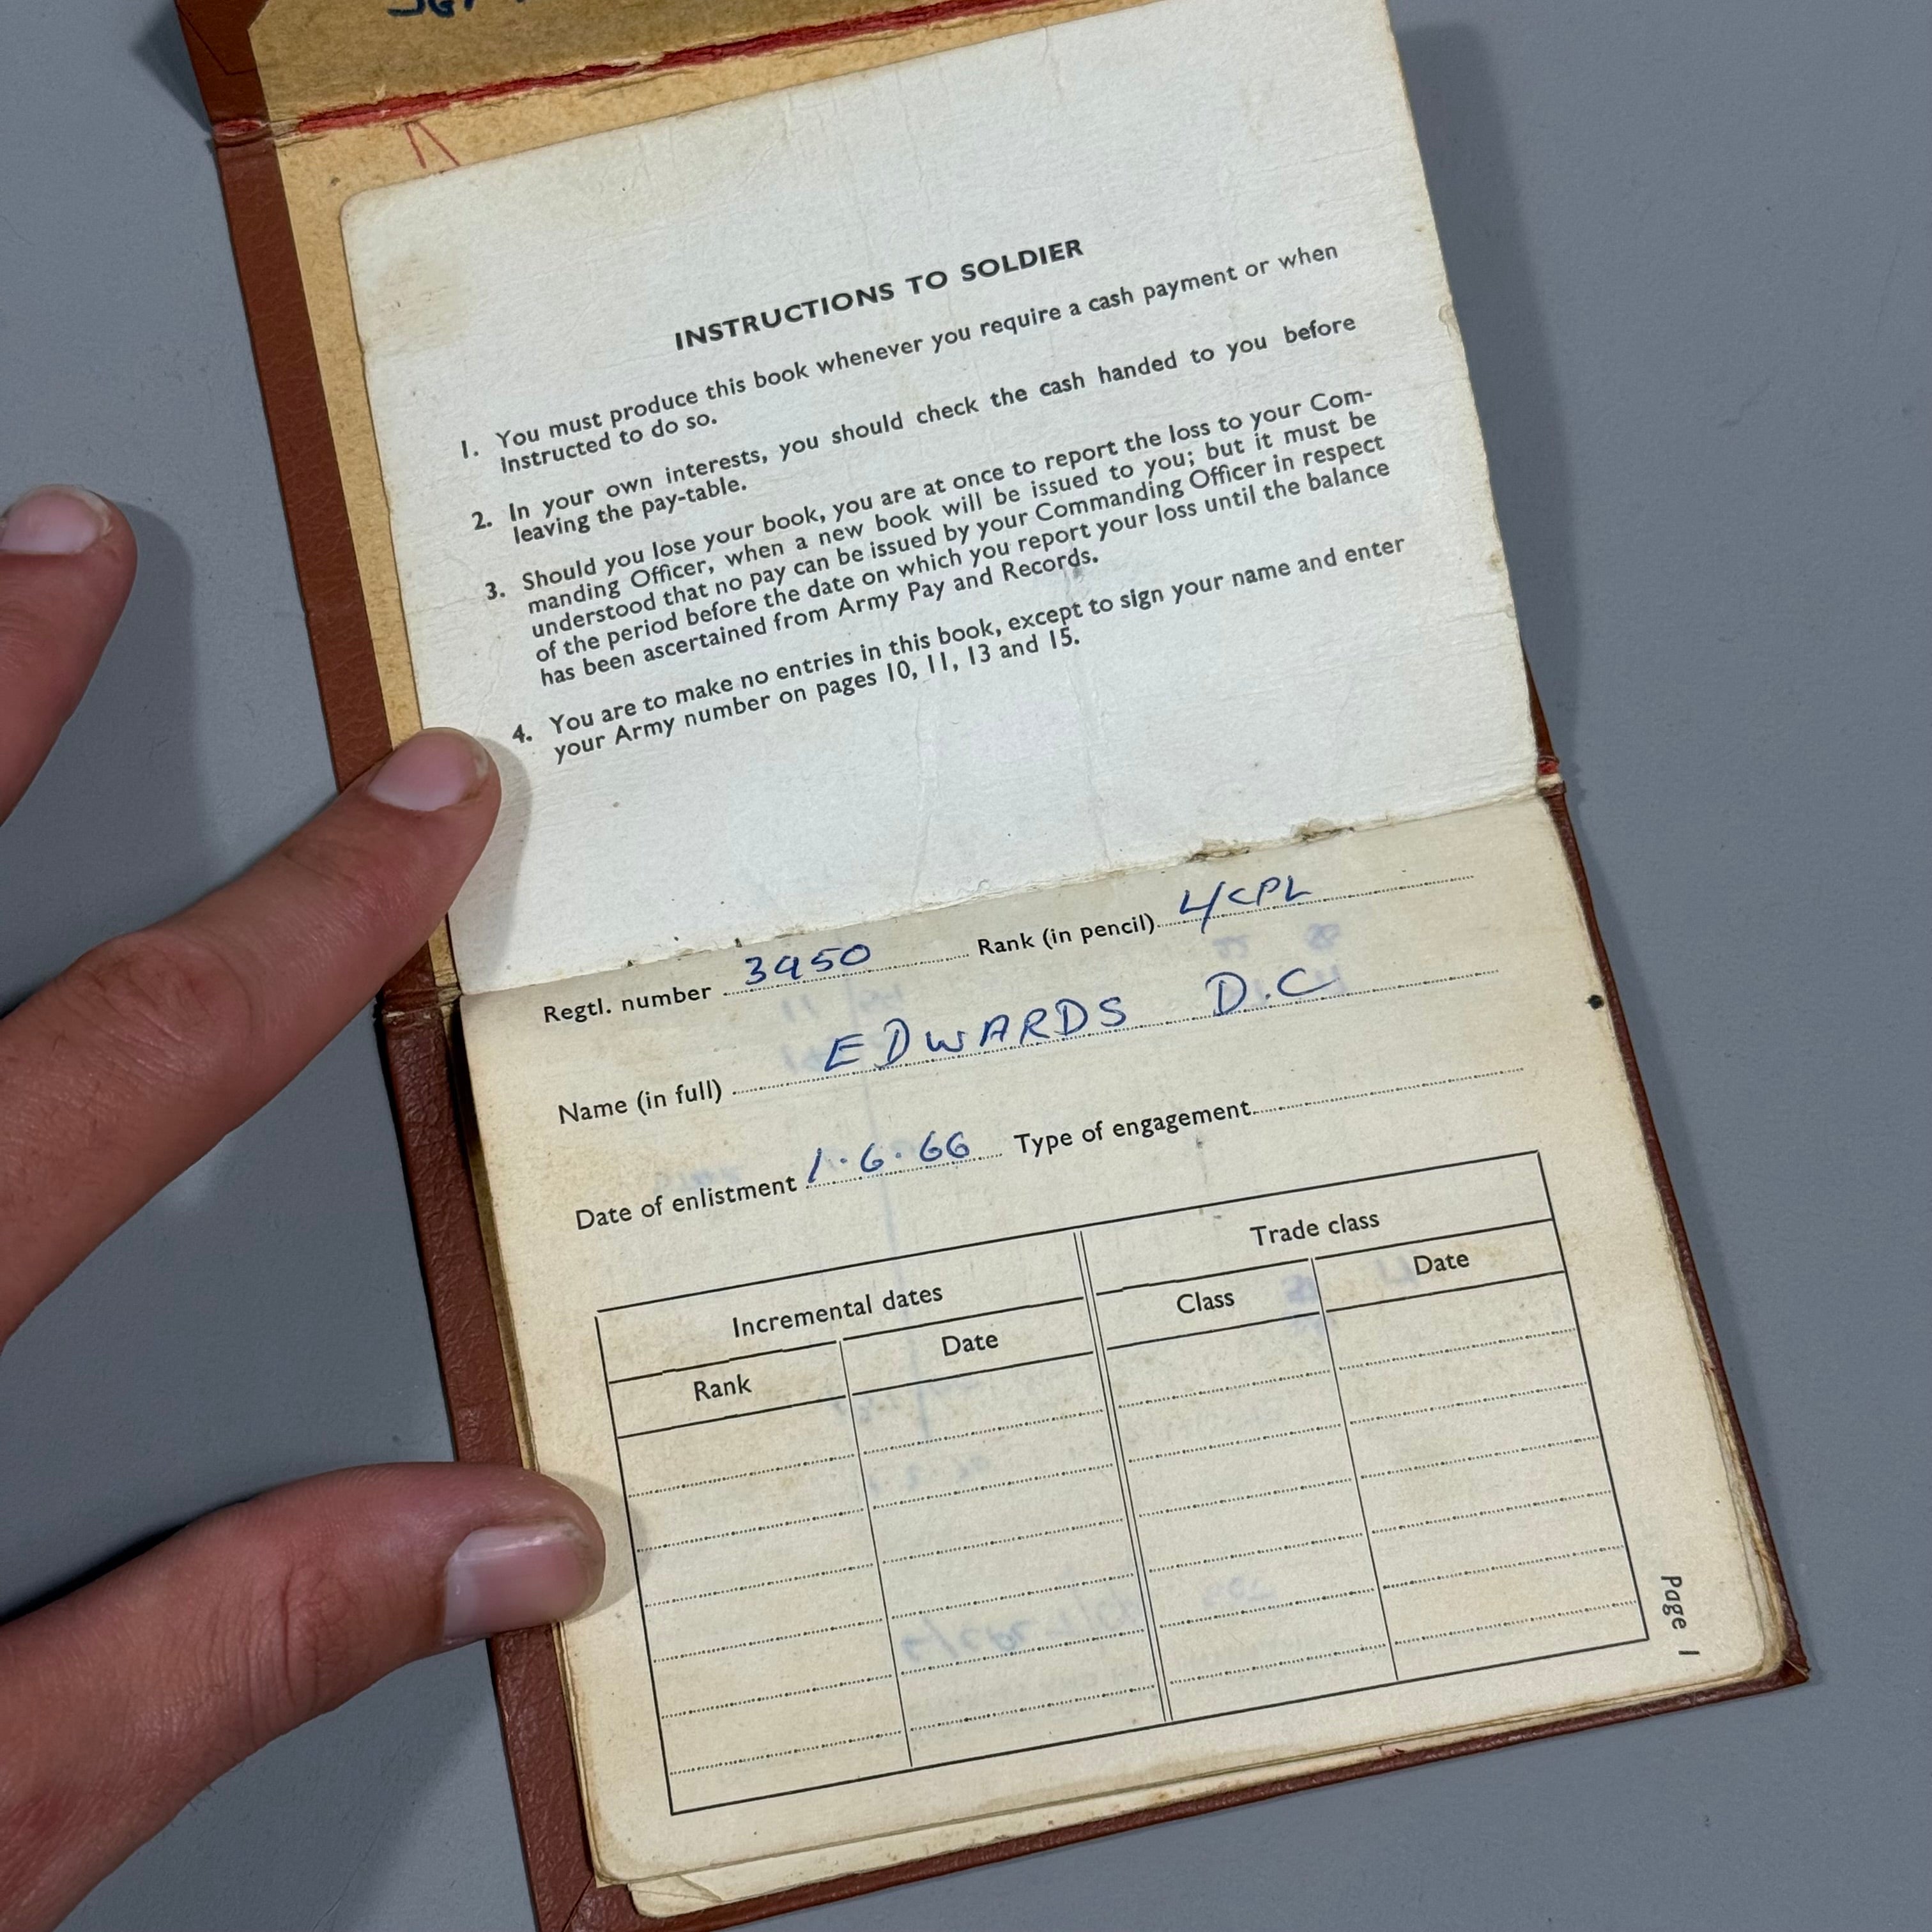 INSTRUCTIONS TO SOLDIER
1. You must produce this book whenever you require a cash payment or when
instructed to do so.
2. In your own interests, you should check the cash handed to you before
leaving the pay-table.
3. Should you lose your book, you are at once to report the loss to your Com-
manding Officer, when a new book will be issued to you; but it must be
understood that no pay can be issued by your Commanding Officer in respect
of the period before the date on which you report your loss until the balance
has been ascertained from Army Pay and Records.
4. You are to make no entries in this book, except to sign your name and enter
your Army number on pages 10, 11, 13 and 15.
Regtl. number 3950 Rank (in pencil) L/CPL
Name (in full) EDWARDS D.C
Date of enlistment 1.6.66 Type of engagement
Incremental dates Trade class
Rank Date Class Date
Page 1